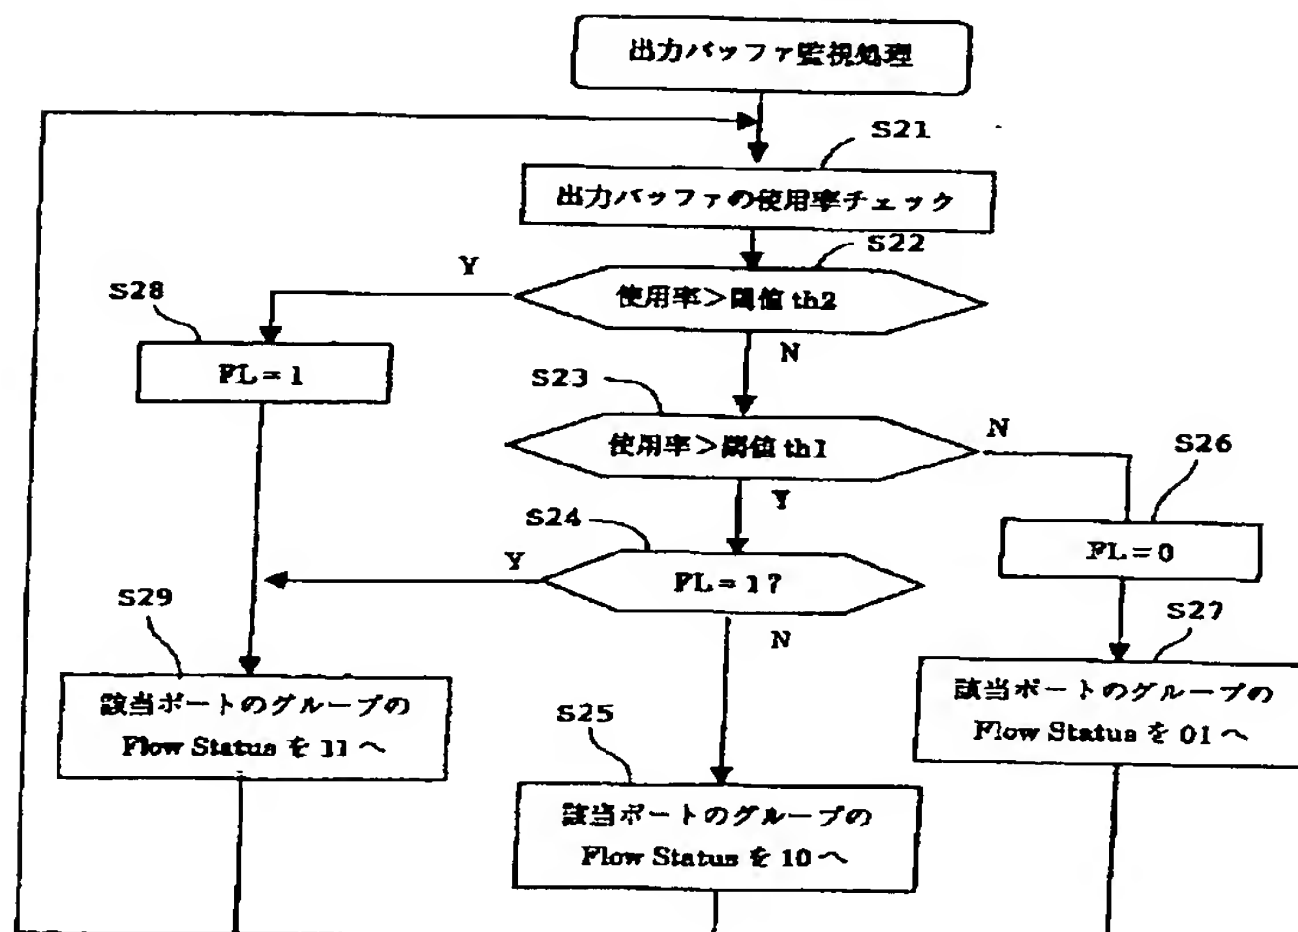 出力バッファ監視処理
S21
出力バッファの使用率チェック
S22
Y
使用率＞閾値 th2
S28
N
FL = 1
S23
使用率＞閾値 th1
N
S26
Y
S24
FL = 0
Y
FL = 1?
S29
N
S27
該当ポートのグループの
Flow Status を 11 へ
該当ポートのグループの
Flow Status を 01 へ
S25
該当ポートのグループの
Flow Status を 10 へ